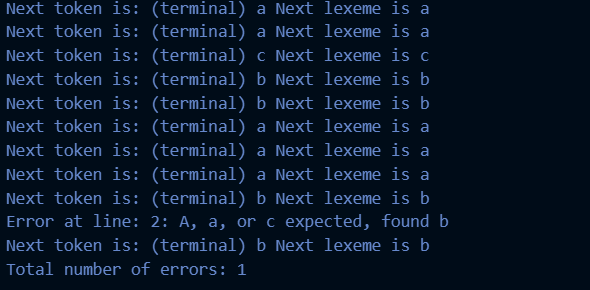 Next token is: (terminal) a Next lexeme is a
Next token is: (terminal) a Next lexeme is a
Next token is: (terminal) c Next lexeme is c
Next token is: (terminal) b Next lexeme is b
Next token is: (terminal) b Next lexeme is b
Next token is: (terminal) a Next lexeme is a
Next token is: (terminal) a Next lexeme is a
Next token is: (terminal) a Next lexeme is a
Next token is: (terminal) b Next lexeme is b
Error at line: 2: A, a, or c expected, found b
Next token is: (terminal) b Next lexeme is b
Total number of errors: 1